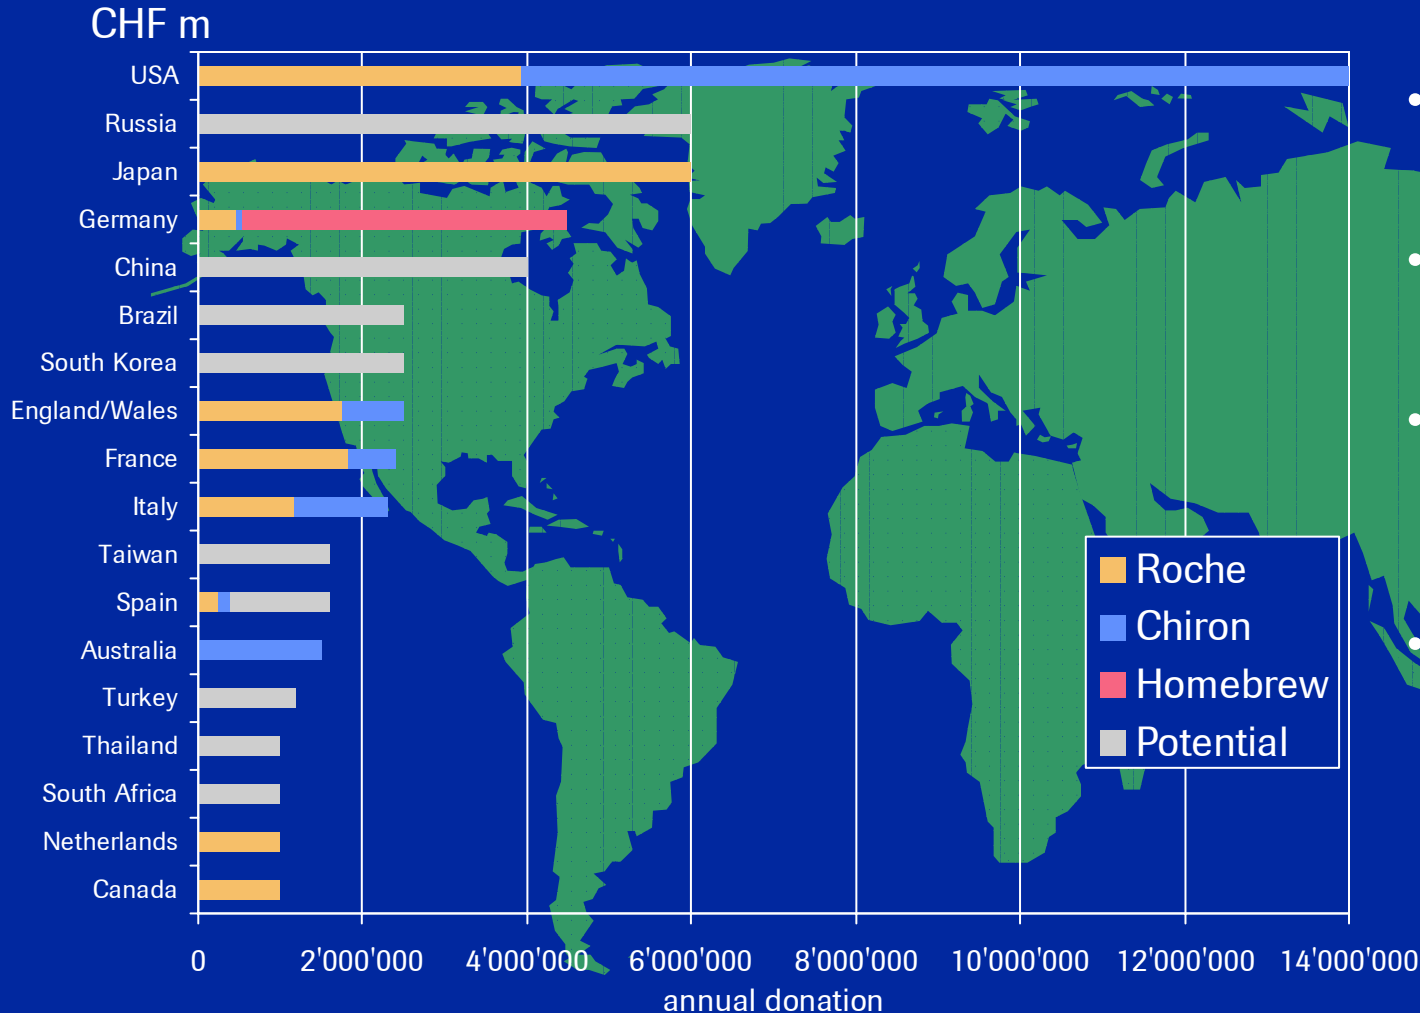 CHF m
USA
Russia
Japan
Germany
China
Brazil
South Korea
England/Wales
France
Italy
Taiwan
Spain
Australia
Turkey
Thailand
South Africa
Netherlands
Canada
Roche
Chiron
Homebrew
Potential
0 2'000'000 4'000'000 6'000'000 8'000'000 10'000'000 12'000'000 14'000'000
annual donation